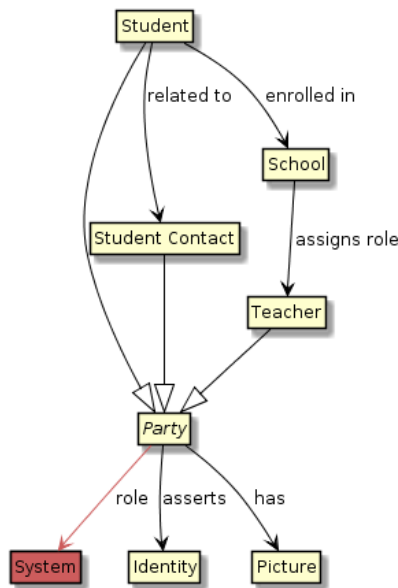 Student
related to
enrolled in
School
Student Contact
assigns role
Teacher
Party
role
asserts
has
System
Identity
Picture